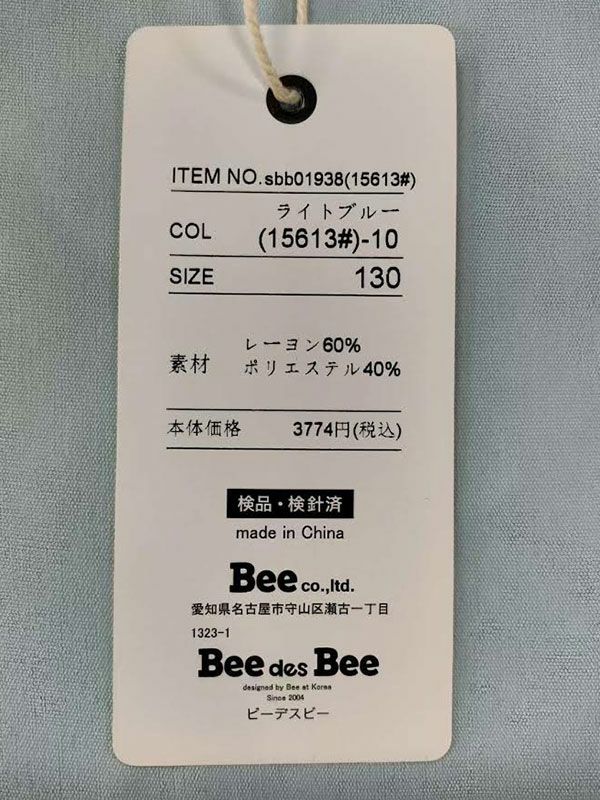 ITEM NO.sbb01938(15613#)
ライトブルー
COL (15613#)-10
SIZE 130
レーヨン60%
素材 ポリエステル40%
本体価格 3774円(税込)
検品・検針済
made in China
Bee co.,ltd.
愛知県名古屋市守山区瀬古一丁目
1323-1
Bee des Bee
designed by Bee at Korea
Since 2004
ビーデスビー